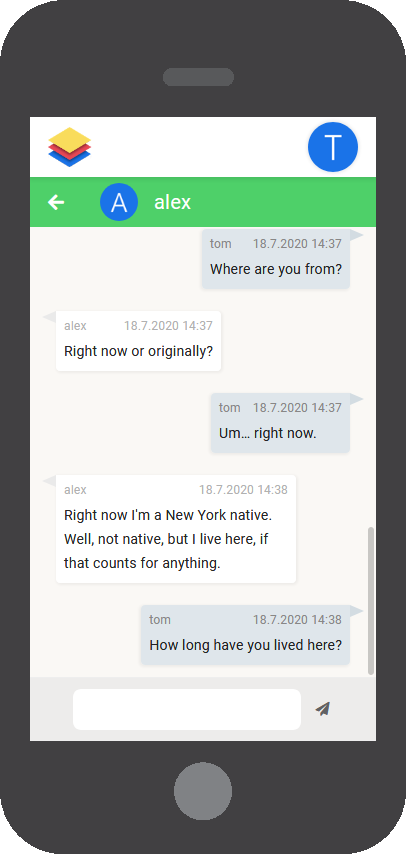 T
A alex
tom 18.7.2020 14:37
Where are you from?
alex 18.7.2020 14:37
Right now or originally?
tom 18.7.2020 14:37
Um... right now.
alex 18.7.2020 14:38
Right now I'm a New York native.
Well, not native, but I live here, if
that counts for anything.
tom 18.7.2020 14:38
How long have you lived here?